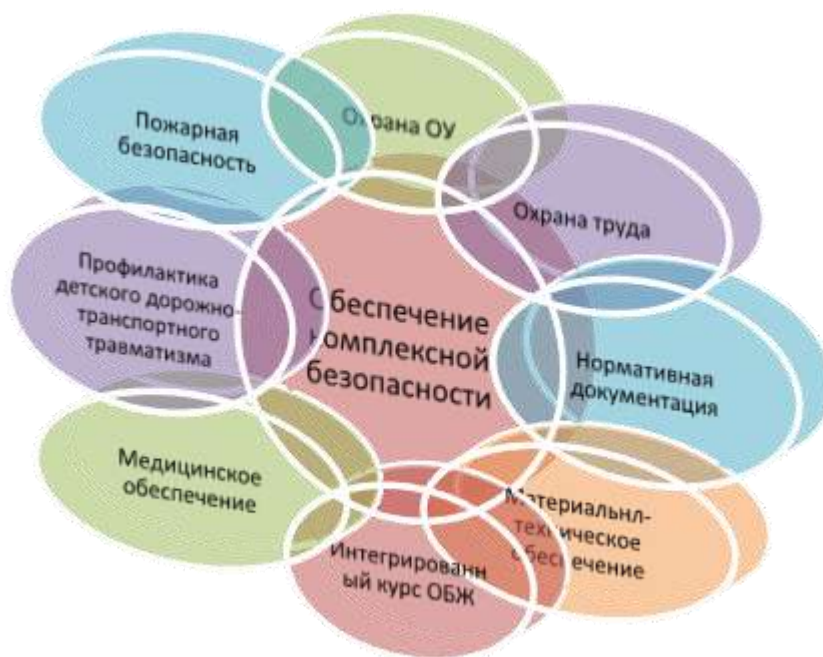 Охрана ОУ
Пожарная
безопасность
Охрана труда
Профилактика
детского дорожно-
транспортного
травматизма
Обеспечение
комплексной
безопасности
Нормативная
документация
Медицинское
обеспечение
Материальнл-
техническое
обеспечение
Интегрированн
ый курс ОБЖ